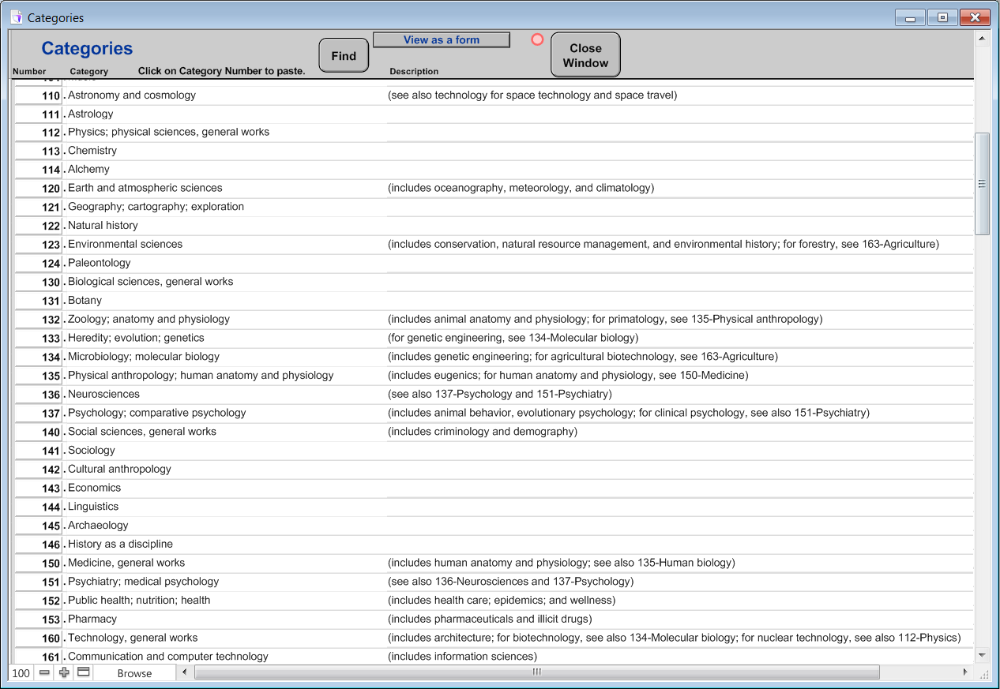 Categories
Categories
Find
View as a form
Close
Window
Number Category Click on Category Number to paste. Description
110 . Astronomy and cosmology (see also technology for space technology and space travel)
111 . Astrology
112 . Physics; physical sciences, general works
113 . Chemistry
114 . Alchemy
120 . Earth and atmospheric sciences (includes oceanography, meteorology, and climatology)
121 . Geography; cartography; exploration
122 . Natural history
123 . Environmental sciences (includes conservation, natural resource management, and environmental history; for forestry, see 163-Agriculture)
124 . Paleontology
130 . Biological sciences, general works
131 . Botany
132 . Zoology; anatomy and physiology (includes animal anatomy and physiology; for primatology, see 135-Physical anthropology)
133 . Heredity; evolution; genetics (for genetic engineering, see 134-Molecular biology)
134 . Microbiology; molecular biology (includes genetic engineering; for agricultural biotechnology, see 163-Agriculture)
135 . Physical anthropology; human anatomy and physiology (includes eugenics; for human anatomy and physiology, see 150-Medicine)
136 . Neurosciences (see also 137-Psychology and 151-Psychiatry)
137 . Psychology; comparative psychology (includes animal behavior, evolutionary psychology; for clinical psychology, see also 151-Psychiatry)
140 . Social sciences, general works (includes criminology and demography)
141 . Sociology
142 . Cultural anthropology
143 . Economics
144 . Linguistics
145 . Archaeology
146 . History as a discipline
150 . Medicine, general works (includes human anatomy and physiology; see also 135-Human biology)
151 . Psychiatry; medical psychology (see also 136-Neurosciences and 137-Psychology)
152 . Public health; nutrition; health (includes health care; epidemics; and wellness)
153 . Pharmacy (includes pharmaceuticals and illicit drugs)
160 . Technology, general works (includes architecture; for biotechnology, see also 134-Molecular biology; for nuclear technology, see also 112-Physics)
161 . Communication and computer technology (includes information sciences)
100 Browse